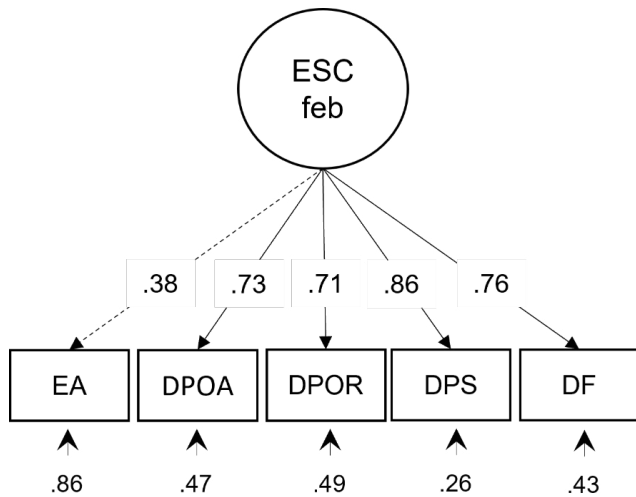 ESC
feb
.38 .73 .71 .86 .76
EA DPOA DPOR DPS DF
.86 .47 .49 .26 .43